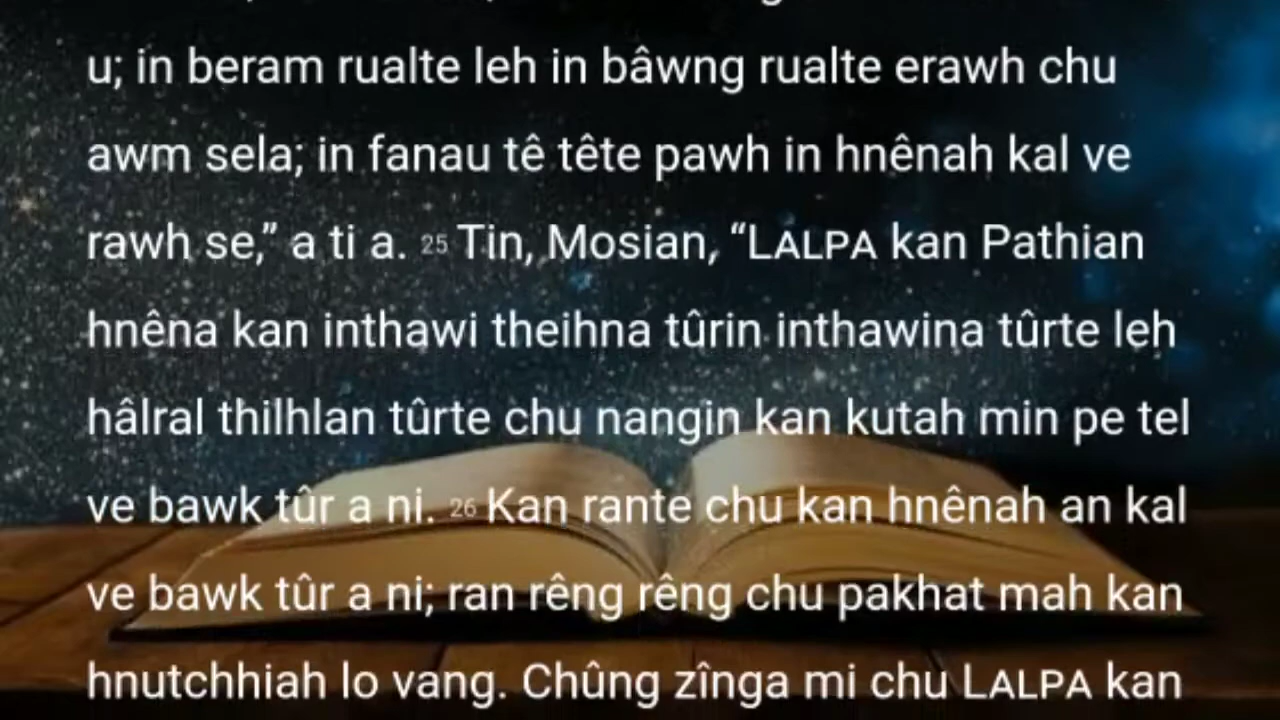 u; in beram rualte leh in bâwng rualte erawh chu
awm sela; in fanau tê tête pawh in hnênah kal ve
rawh se,” a ti a. 25 Tin, Mosian, “LALPA kan Pathian
hnêna kan inthawi theihna tûrin inthawina tûrte leh
hâlral thilhlan tûrte chu nangin kan kutah min pe tel
ve bawk tûr a ni. 26 Kan rante chu kan hnênah an kal
ve bawk tûr a ni; ran rêng rêng chu pakhat mah kan
hnutchhiah lo vang. Chûng zînga mi chu LALPA kan